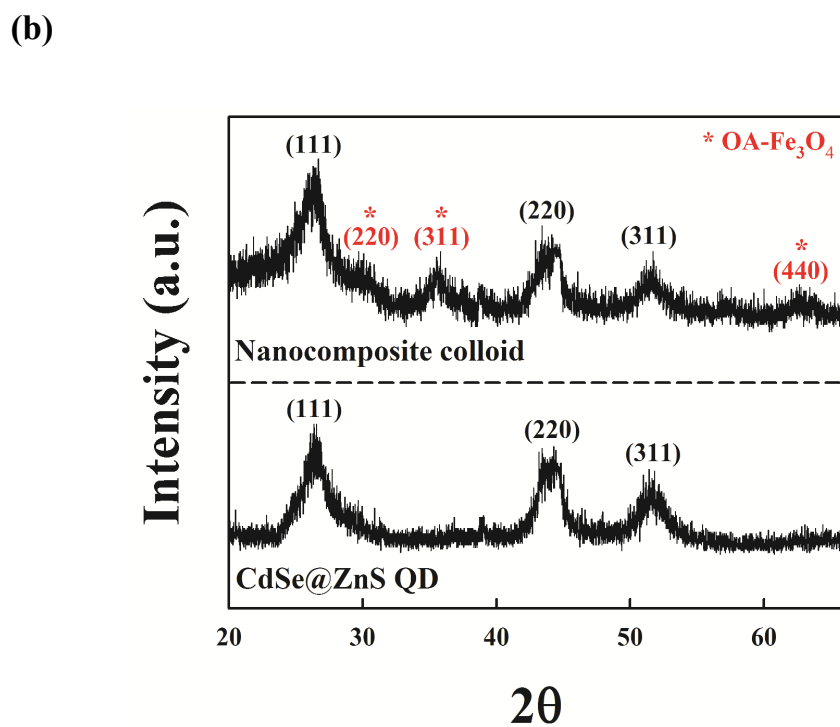 (b)
* OA-Fe₃O₄
(111)
*
(220)
*
(311)
(220)
(311)
*
(440)
Nanocomposite colloid
(111)
(220)
(311)
CdSe@ZnS QD
Intensity (a.u.)
20 30 40 50 60
2θ